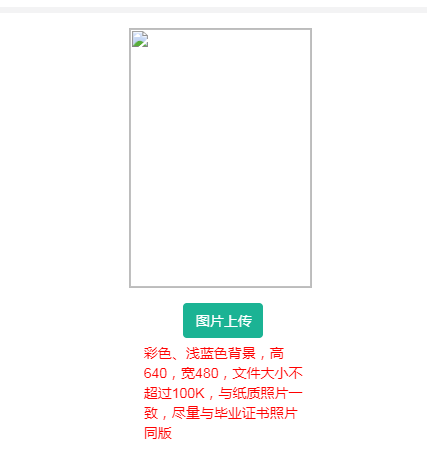 图片上传
彩色、浅蓝色背景，高
640，宽480，文件大小不
超过100K，与纸质照片一
致，尽量与毕业证书照片
同版